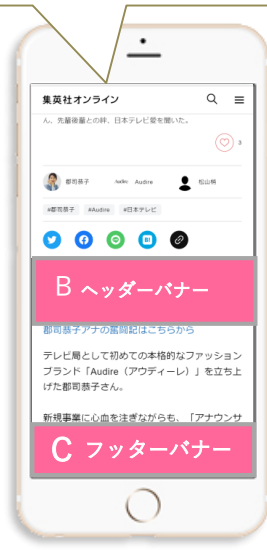 集英社オンライン
ん、先輩後輩との絆、日本テレビ愛を聞いた。
3
郡司恭子 Audire Audire 松山梢
#郡司恭子 #Audire #日本テレビ
B ヘッダーバナー
郡司恭子アナの奮闘記はこちらから
テレビ局として初めての本格的なファッション
ブランド「Audire（アウディーレ）」を立ち上
げた郡司恭子さん。
新規事業に心血を注ぎながらも、「アナウンサ
C フッターバナー